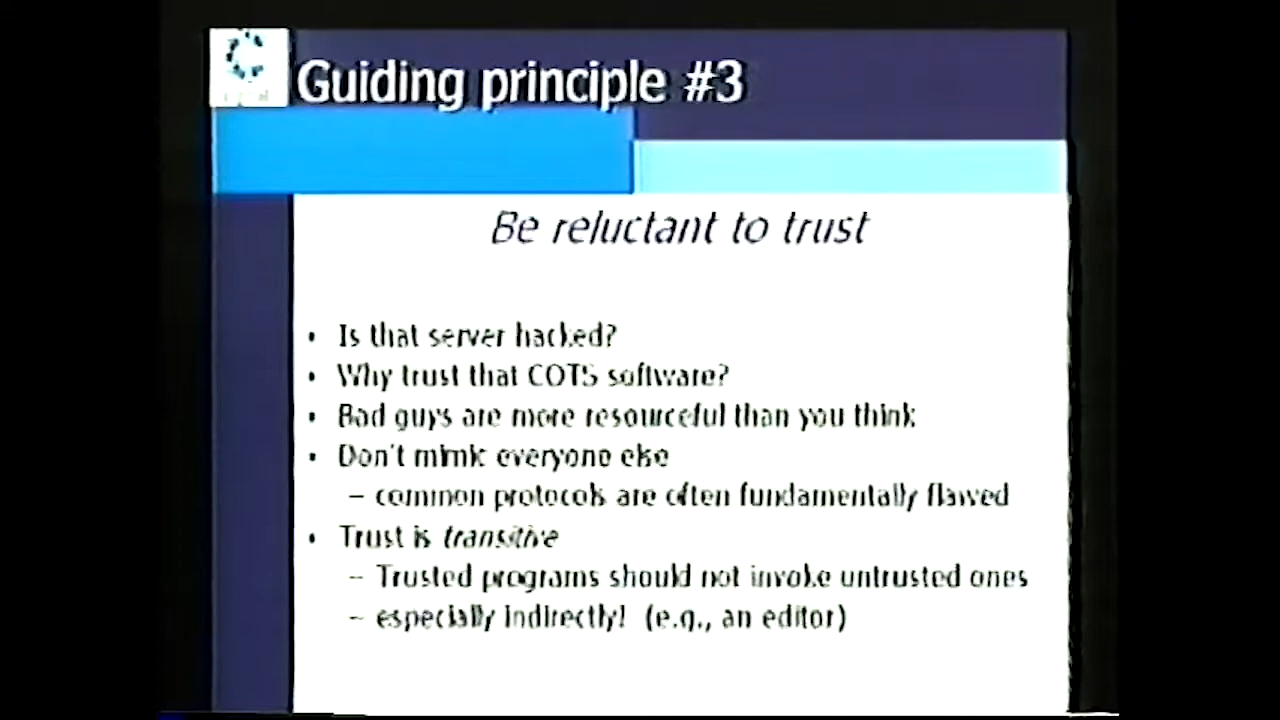 Guiding principle #3
Be reluctant to trust
• Is that server hacked?
• Why trust that COTS software?
• Bad guys are more resourceful than you think
• Don't mimic everyone else
– common protocols are often fundamentally flawed
• Trust is transitive
– Trusted programs should not invoke untrusted ones
– especially indirectly! (e.g., an editor)